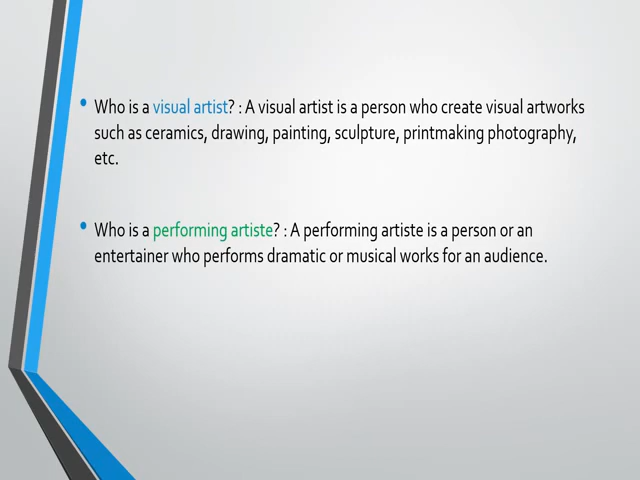 • Who is a visual artist? : A visual artist is a person who create visual artworks
such as ceramics, drawing, painting, sculpture, printmaking photography,
etc.
• Who is a performing artiste? : A performing artiste is a person or an
entertainer who performs dramatic or musical works for an audience.